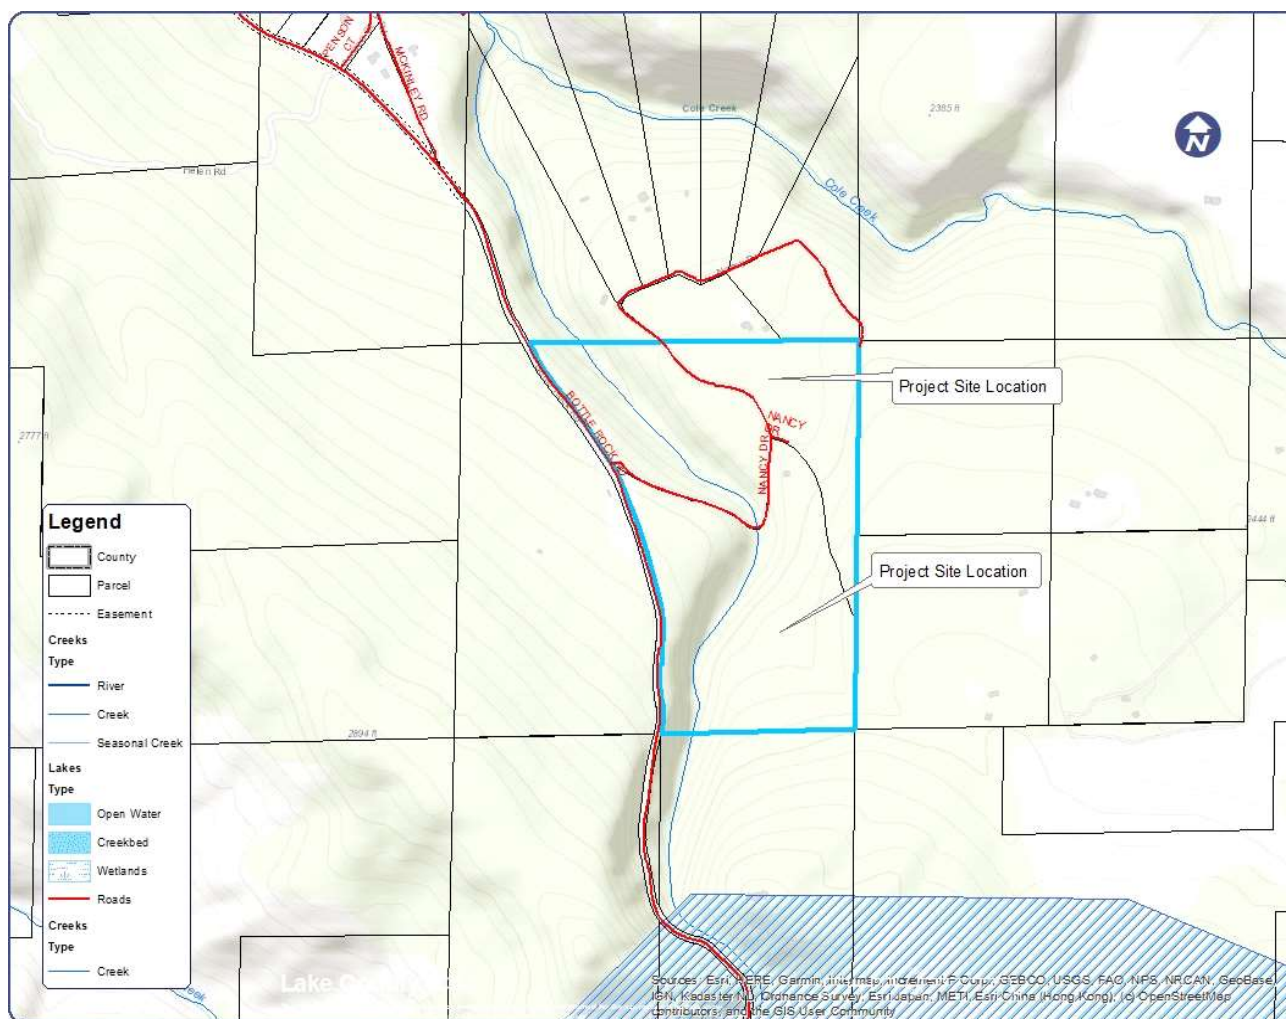 PENSON
CT
MCKINLEY RD
Cole Creek
2385 ft
N
Helen Rd
Cole Creek
Project Site Location
BOTTLE ROCK RD
NANCY
DR
NANCY DR
2777 ft
2444 ft
Project Site Location
2894 ft
Legend
County
Parcel
Easement
Creeks
Type
River
Creek
Seasonal Creek
Lakes
Type
Open Water
Creekbed
Wetlands
Roads
Creeks
Type
Creek
Creek
Lake
Sources: Esri, HERE, Garmin, Intermap, increment P Corp., GEBCO, USGS, FAO, NPS, NRCAN, GeoBase,
IGN, Kadaster NL, Ordnance Survey, Esri Japan, METI, Esri China (Hong Kong), (c) OpenStreetMap
contributors, and the GIS User Community